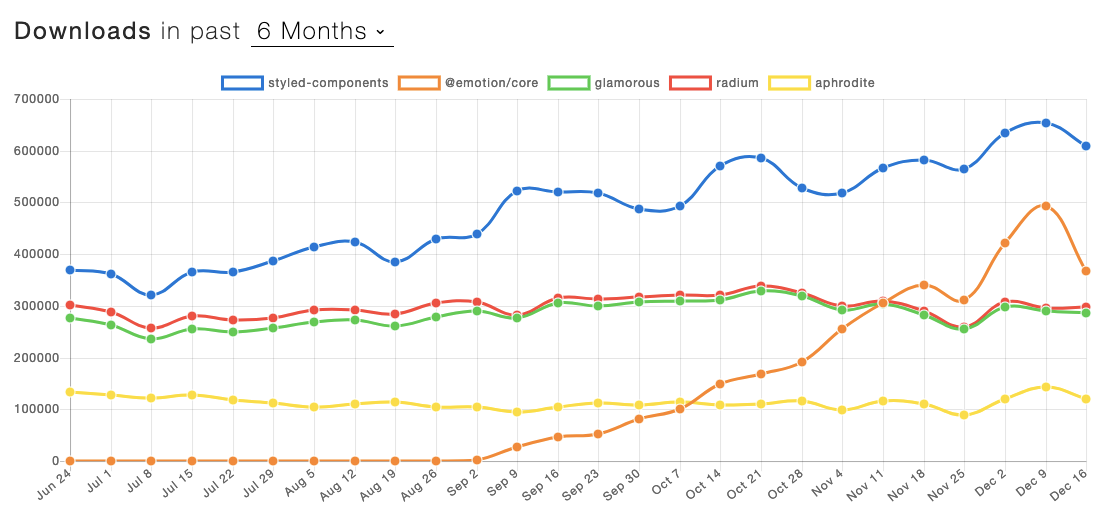 Downloads in past 6 Months
styled-components @emotion/core glamorous radium aphrodite
700000
600000
500000
400000
300000
200000
100000
0
Jun 24 Jul 1 Jul 8 Jul 15 Jul 22 Jul 29 Aug 5 Aug 12 Aug 19 Aug 26 Sep 2 Sep 9 Sep 16 Sep 23 Sep 30 Oct 7 Oct 14 Oct 21 Oct 28 Nov 4 Nov 11 Nov 18 Nov 25 Dec 2 Dec 9 Dec 16